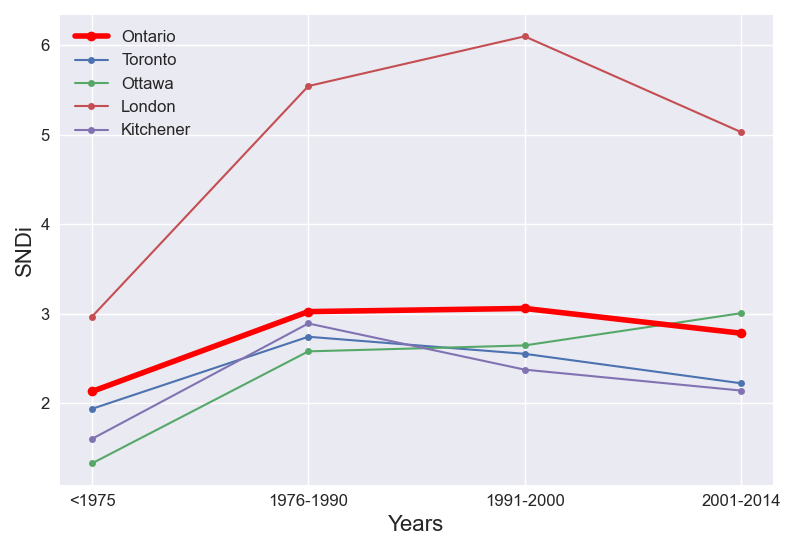 Ontario
Toronto
Ottawa
London
Kitchener
6
5
4
3
2
SNDi
<1975 1976-1990 1991-2000 2001-2014
Years